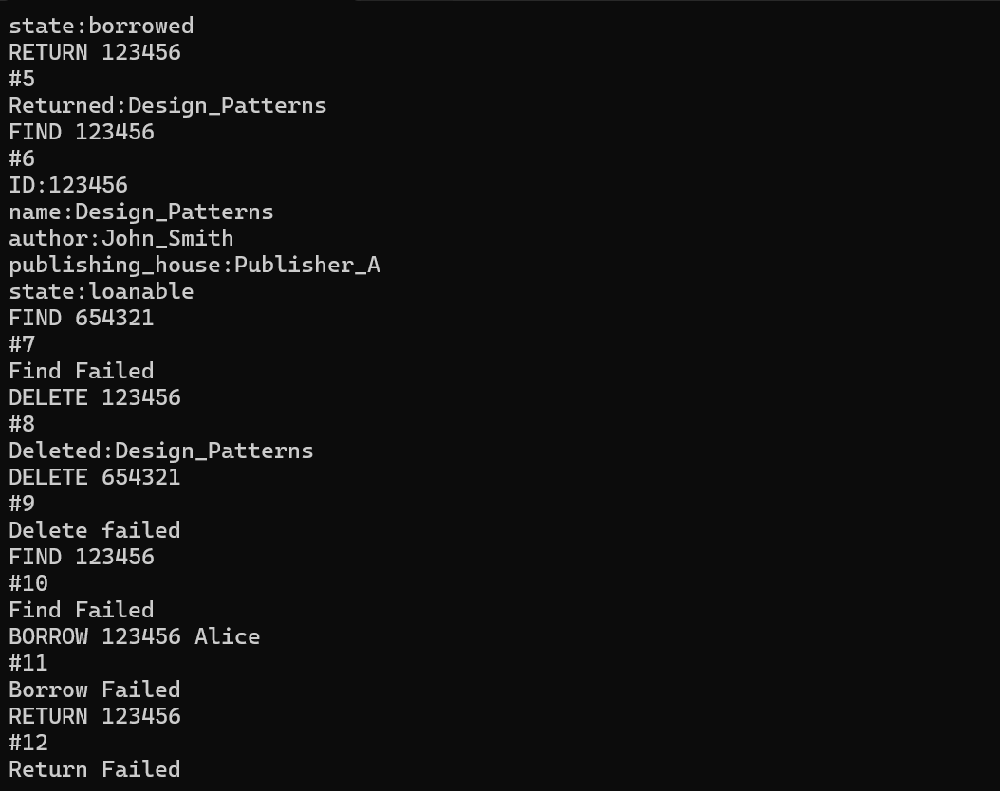 state:borrowed
RETURN 123456
#5
Returned:Design_Patterns
FIND 123456
#6
ID:123456
name:Design_Patterns
author:John_Smith
publishing_house:Publisher_A
state:loanable
FIND 654321
#7
Find Failed
DELETE 123456
#8
Deleted:Design_Patterns
DELETE 654321
#9
Delete failed
FIND 123456
#10
Find Failed
BORROW 123456 Alice
#11
Borrow Failed
RETURN 123456
#12
Return Failed